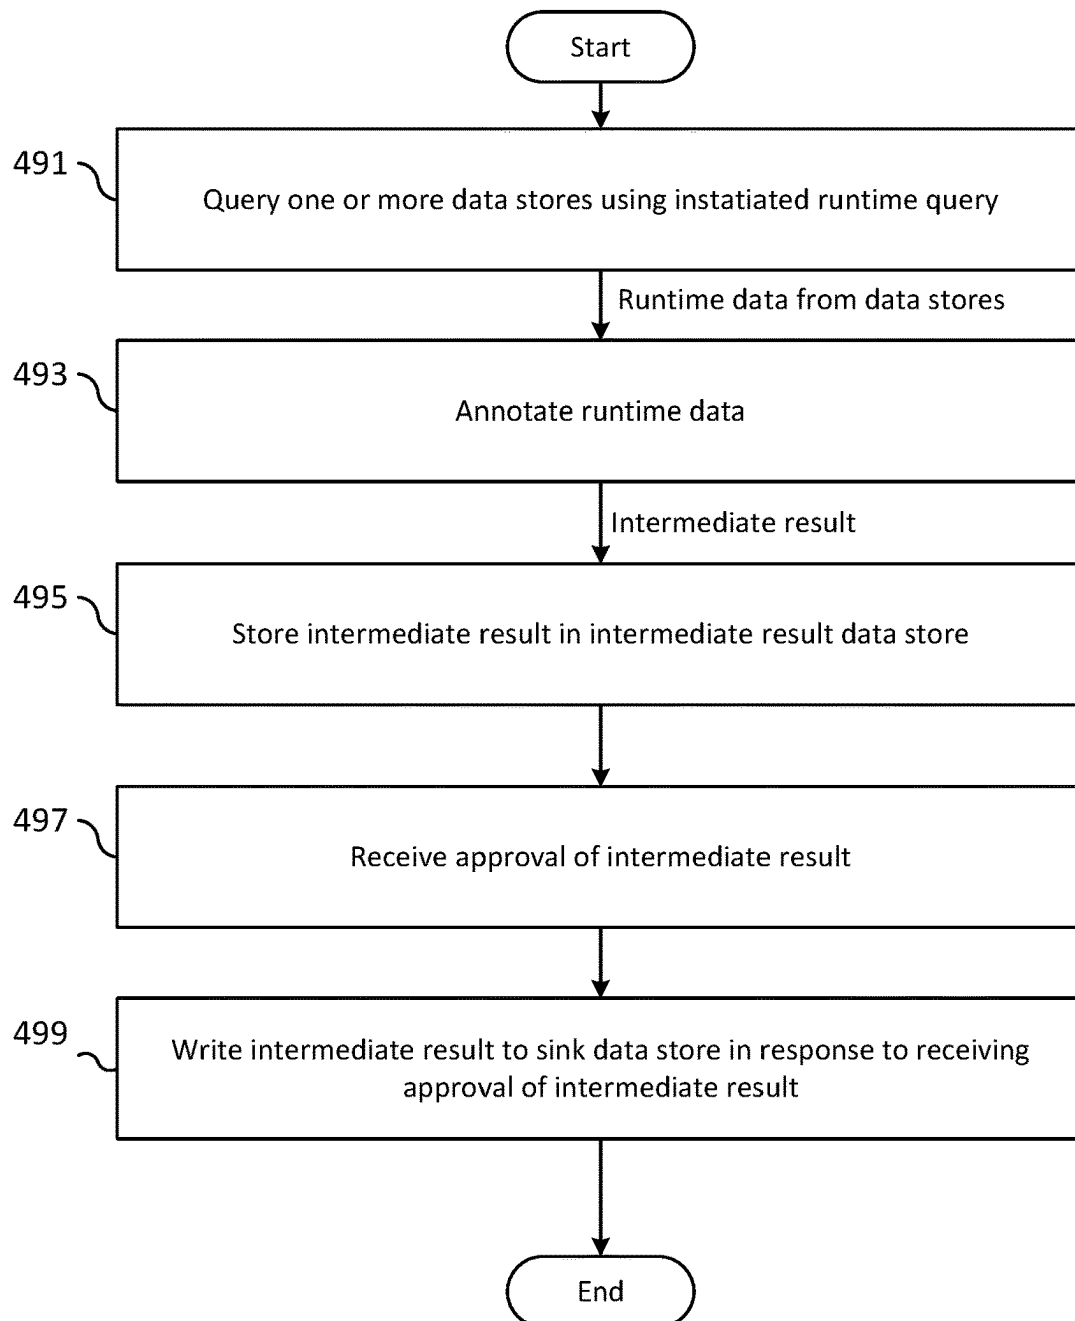 Start
491
Query one or more data stores using instatiated runtime query
Runtime data from data stores
493
Annotate runtime data
Intermediate result
495
Store intermediate result in intermediate result data store
497
Receive approval of intermediate result
499
Write intermediate result to sink data store in response to receiving
approval of intermediate result
End